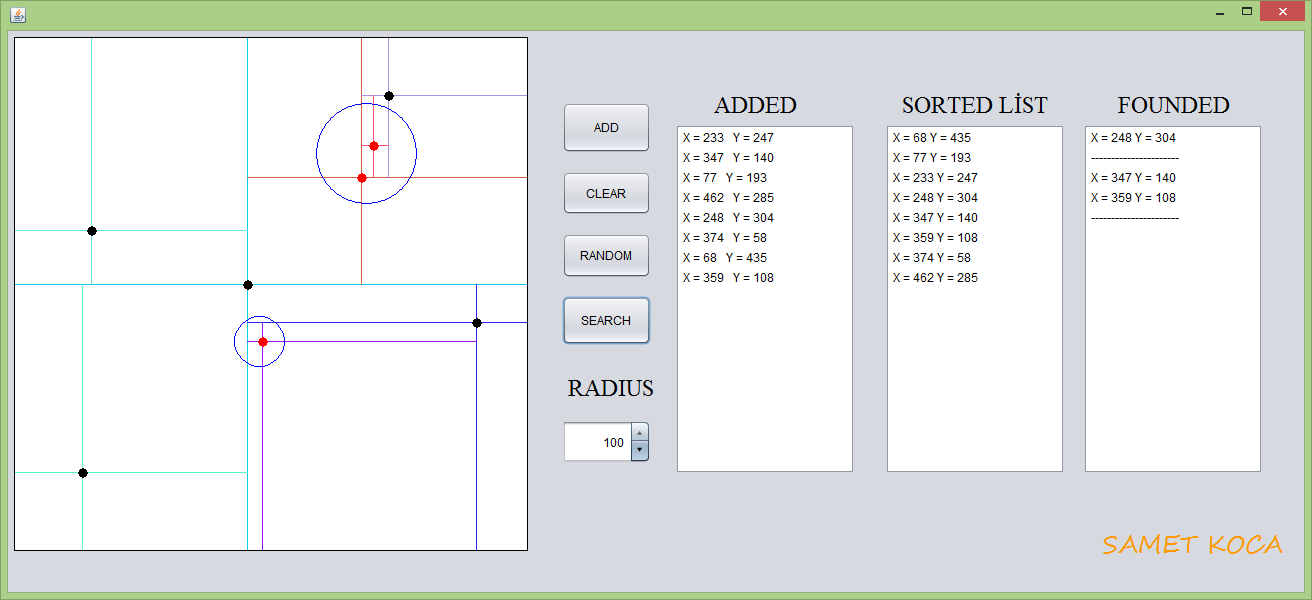 ADD
CLEAR
RANDOM
SEARCH
RADIUS
100
ADDED
X = 233 Y = 247
X = 347 Y = 140
X = 77 Y = 193
X = 462 Y = 285
X = 248 Y = 304
X = 374 Y = 58
X = 68 Y = 435
X = 359 Y = 108
SORTED LİST
X = 68 Y = 435
X = 77 Y = 193
X = 233 Y = 247
X = 248 Y = 304
X = 347 Y = 140
X = 359 Y = 108
X = 374 Y = 58
X = 462 Y = 285
FOUNDED
X = 248 Y = 304
----------------------
X = 347 Y = 140
X = 359 Y = 108
----------------------
SAMET KOCA